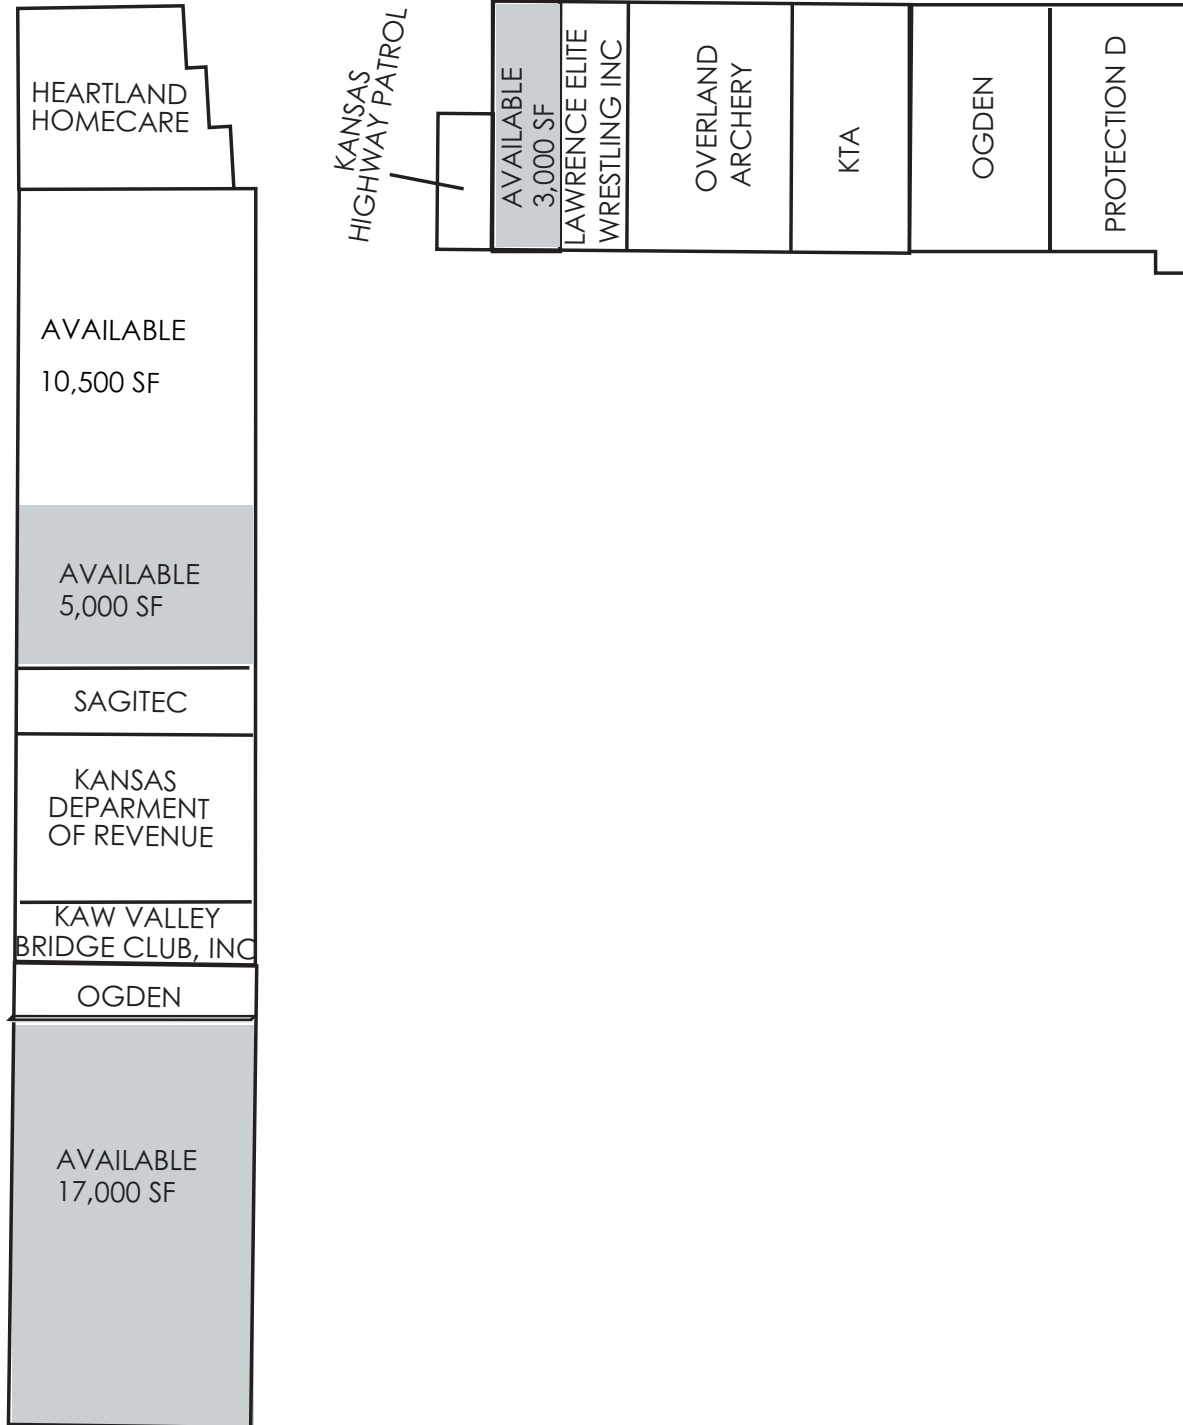 HEARTLAND
HOMECARE
AVAILABLE
10,500 SF
AVAILABLE
5,000 SF
SAGITEC
KANSAS
DEPARMENT
OF REVENUE
KAW VALLEY
BRIDGE CLUB, INC
OGDEN
AVAILABLE
17,000 SF
KANSAS
HIGHWAY PATROL
AVAILABLE
3,000 SF
LAWRENCE ELITE
WRESTLING INC
OVERLAND
ARCHERY
KTA
OGDEN
PROTECTION D